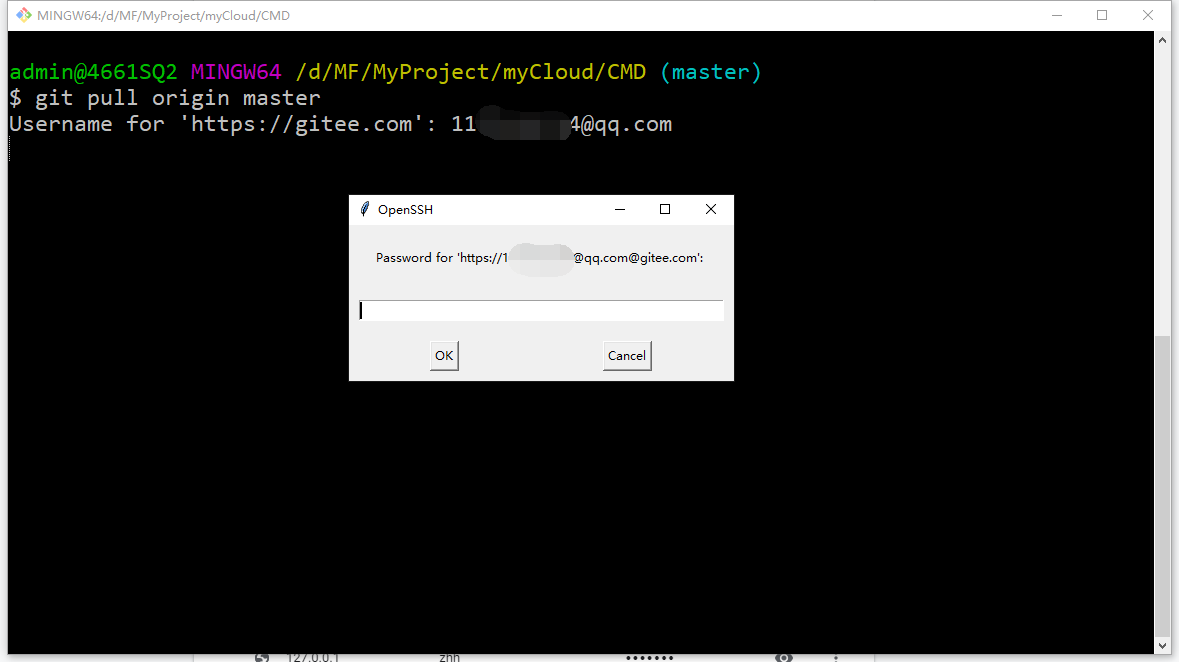 MINGW64:/d/MF/MyProject/myCloud/CMD
admin@4661SQ2 MINGW64 /d/MF/MyProject/myCloud/CMD (master)
$ git pull origin master
Username for 'https://gitee.com': 11 4@qq.com
OpenSSH
Password for 'https://1 @qq.com@gitee.com':
OK Cancel
127.0.0.1 zhh •••••••